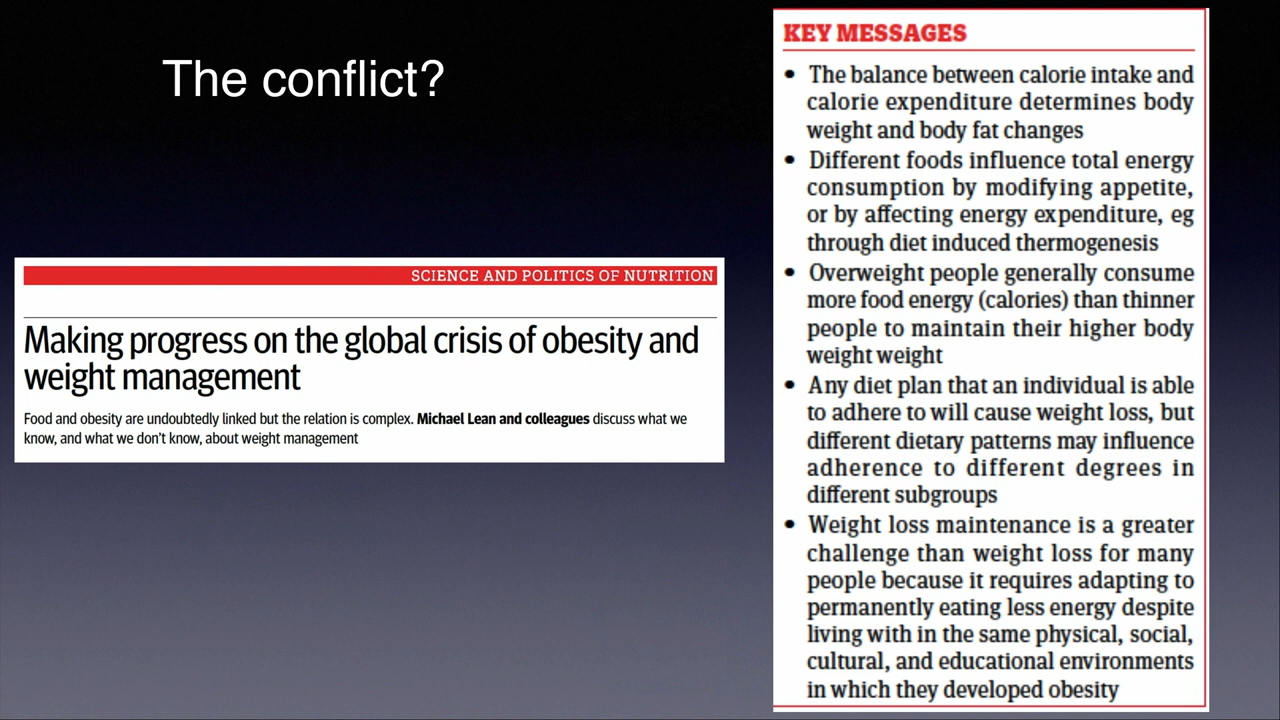 The conflict?
SCIENCE AND POLITICS OF NUTRITION
Making progress on the global crisis of obesity and
weight management
Food and obesity are undoubtedly linked but the relation is complex. Michael Lean and colleagues discuss what we
know, and what we don't know, about weight management
KEY MESSAGES
• The balance between calorie intake and
calorie expenditure determines body
weight and body fat changes
• Different foods influence total energy
consumption by modifying appetite,
or by affecting energy expenditure, eg
through diet induced thermogenesis
• Overweight people generally consume
more food energy (calories) than thinner
people to maintain their higher body
weight weight
• Any diet plan that an individual is able
to adhere to will cause weight loss, but
different dietary patterns may influence
adherence to different degrees in
different subgroups
• Weight loss maintenance is a greater
challenge than weight loss for many
people because it requires adapting to
permanently eating less energy despite
living with in the same physical, social,
cultural, and educational environments
in which they developed obesity